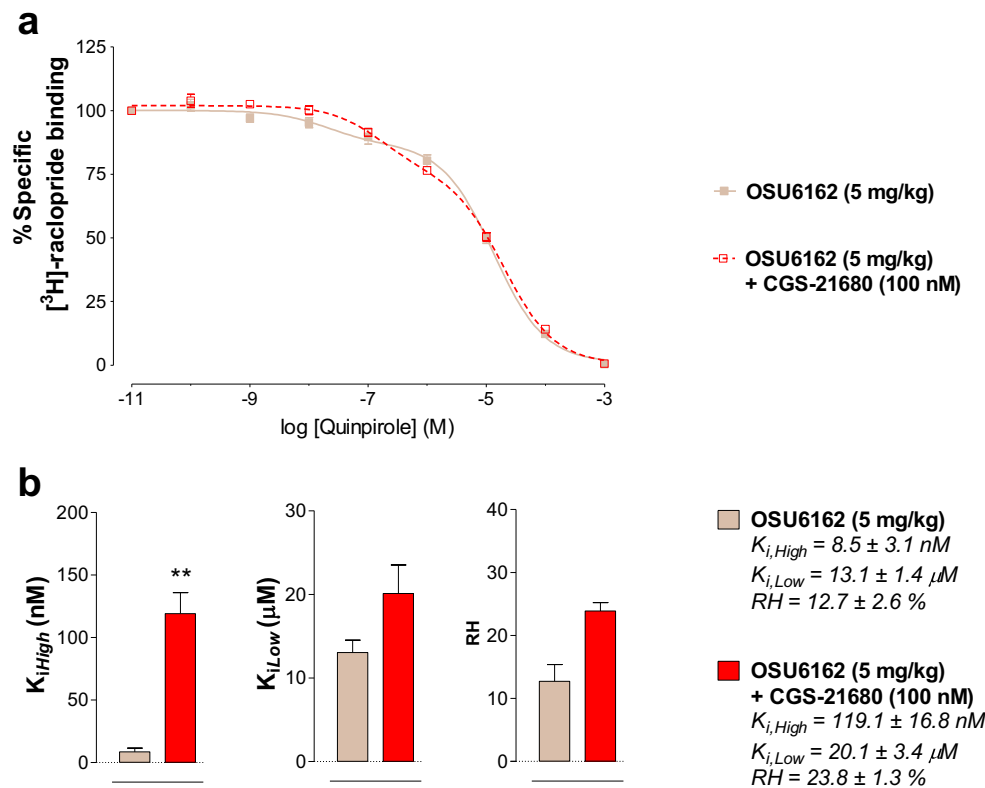 a
125
100
75
50
25
0
% Specific
[³H]-raclopride binding
-11
-9
-7
-5
-3
log [Quinpirole] (M)
OSU6162 (5 mg/kg)
OSU6162 (5 mg/kg)
+ CGS-21680 (100 nM)
b
200
150
100
50
0
KiHigh (nM)
**
30
20
10
0
KiLow (μM)
40
30
20
10
0
RH
OSU6162 (5 mg/kg)
Ki,High = 8.5 ± 3.1 nM
Ki,Low = 13.1 ± 1.4 μM
RH = 12.7 ± 2.6 %
OSU6162 (5 mg/kg)
+ CGS-21680 (100 nM)
Ki,High = 119.1 ± 16.8 nM
Ki,Low = 20.1 ± 3.4 μM
RH = 23.8 ± 1.3 %